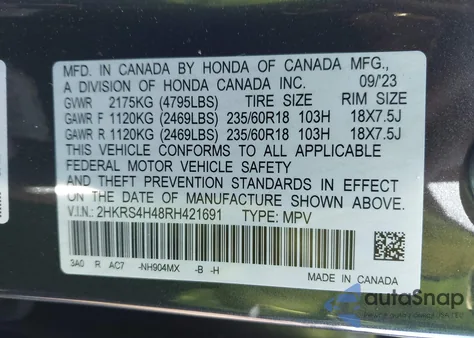 MFD. IN CANADA BY HONDA OF CANADA MFG.,
A DIVISION OF HONDA CANADA INC. 09/23
GVWR 2175KG (4795LBS) TIRE SIZE RIM SIZE
GAWR F 1120KG (2469LBS) 235/60R18 103H 18X7.5J
GAWR R 1120KG (2469LBS) 235/60R18 103H 18X7.5J
THIS VEHICLE CONFORMS TO ALL APPLICABLE
FEDERAL MOTOR VEHICLE SAFETY
AND THEFT PREVENTION STANDARDS IN EFFECT
ON THE DATE OF MANUFACTURE SHOWN ABOVE.
V.I.N.: 2HKRS4H48RH421691 TYPE: MPV
3A0 R AC7 -NH904MX -B -H
MADE IN CANADA
autoSnap